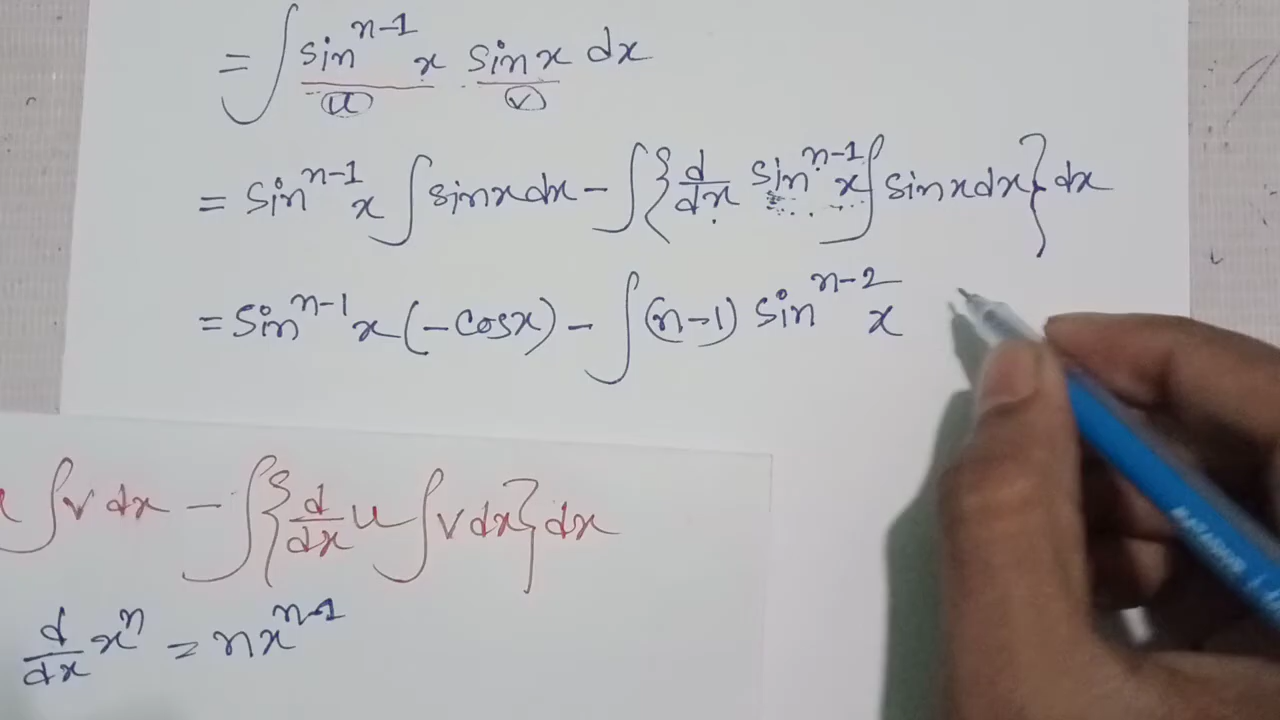 = ∫ sin^{n-1} x sin x dx
u v
= sin^{n-1} x ∫ sin x dx - ∫ { d/dx sin^{n-1} x ∫ sin x dx } dx
= sin^{n-1} x (-cos x) - ∫ (n-1) sin^{n-2} x
∫ v dx - ∫ { d/dx u ∫ v dx } dx
d/dx x^n = n x^{n-1}